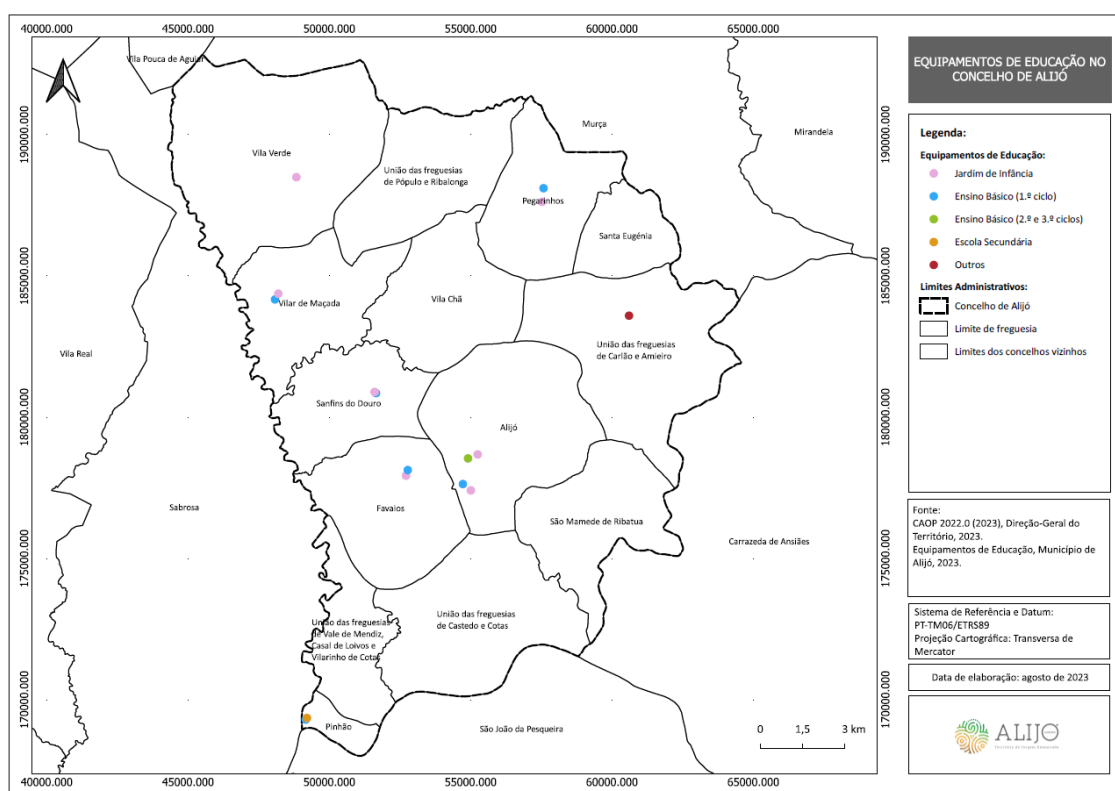 40000.000 45000.000 50000.000 55000.000 60000.000 65000.000
Vila Pouca de Aguiar
Murça
Mirandela
190000.000 190000.000
Vila Verde
União das freguesias
de Pópulo e Ribalonga
Pegarinhos
Santa Eugénia
185000.000 185000.000
Vilar de Maçada
Vila Chã
Vila Real
União das freguesias
de Carlão e Amieiro
Sanfins do Douro
180000.000 180000.000
Alijó
Sabrosa
Favaios
São Mamede de Ribatua
Carrazeda de Ansiães
175000.000 175000.000
União das freguesias
de Vale de Mendiz,
Casal de Loivos e
Vilarinho de Cotas
União das freguesias
de Castedo e Cotas
170000.000 170000.000
Pinhão
São João da Pesqueira
0 1,5 3 km
40000.000 45000.000 50000.000 55000.000 60000.000 65000.000
EQUIPAMENTOS DE EDUCAÇÃO NO
CONCELHO DE ALIJÓ
Legenda:
Equipamentos de Educação:
Jardim de Infância
Ensino Básico (1.º ciclo)
Ensino Básico (2.º e 3.º ciclos)
Escola Secundária
Outros
Limites Administrativos:
Concelho de Alijó
Limite de freguesia
Limites dos concelhos vizinhos
Fonte:
CAOP 2022.0 (2023), Direção-Geral do
Território, 2023.
Equipamentos de Educação, Município de
Alijó, 2023.
Sistema de Referência e Datum:
PT-TM06/ETRS89
Projeção Cartográfica: Transversa de
Mercator
Data de elaboração: agosto de 2023
ALIJÓ